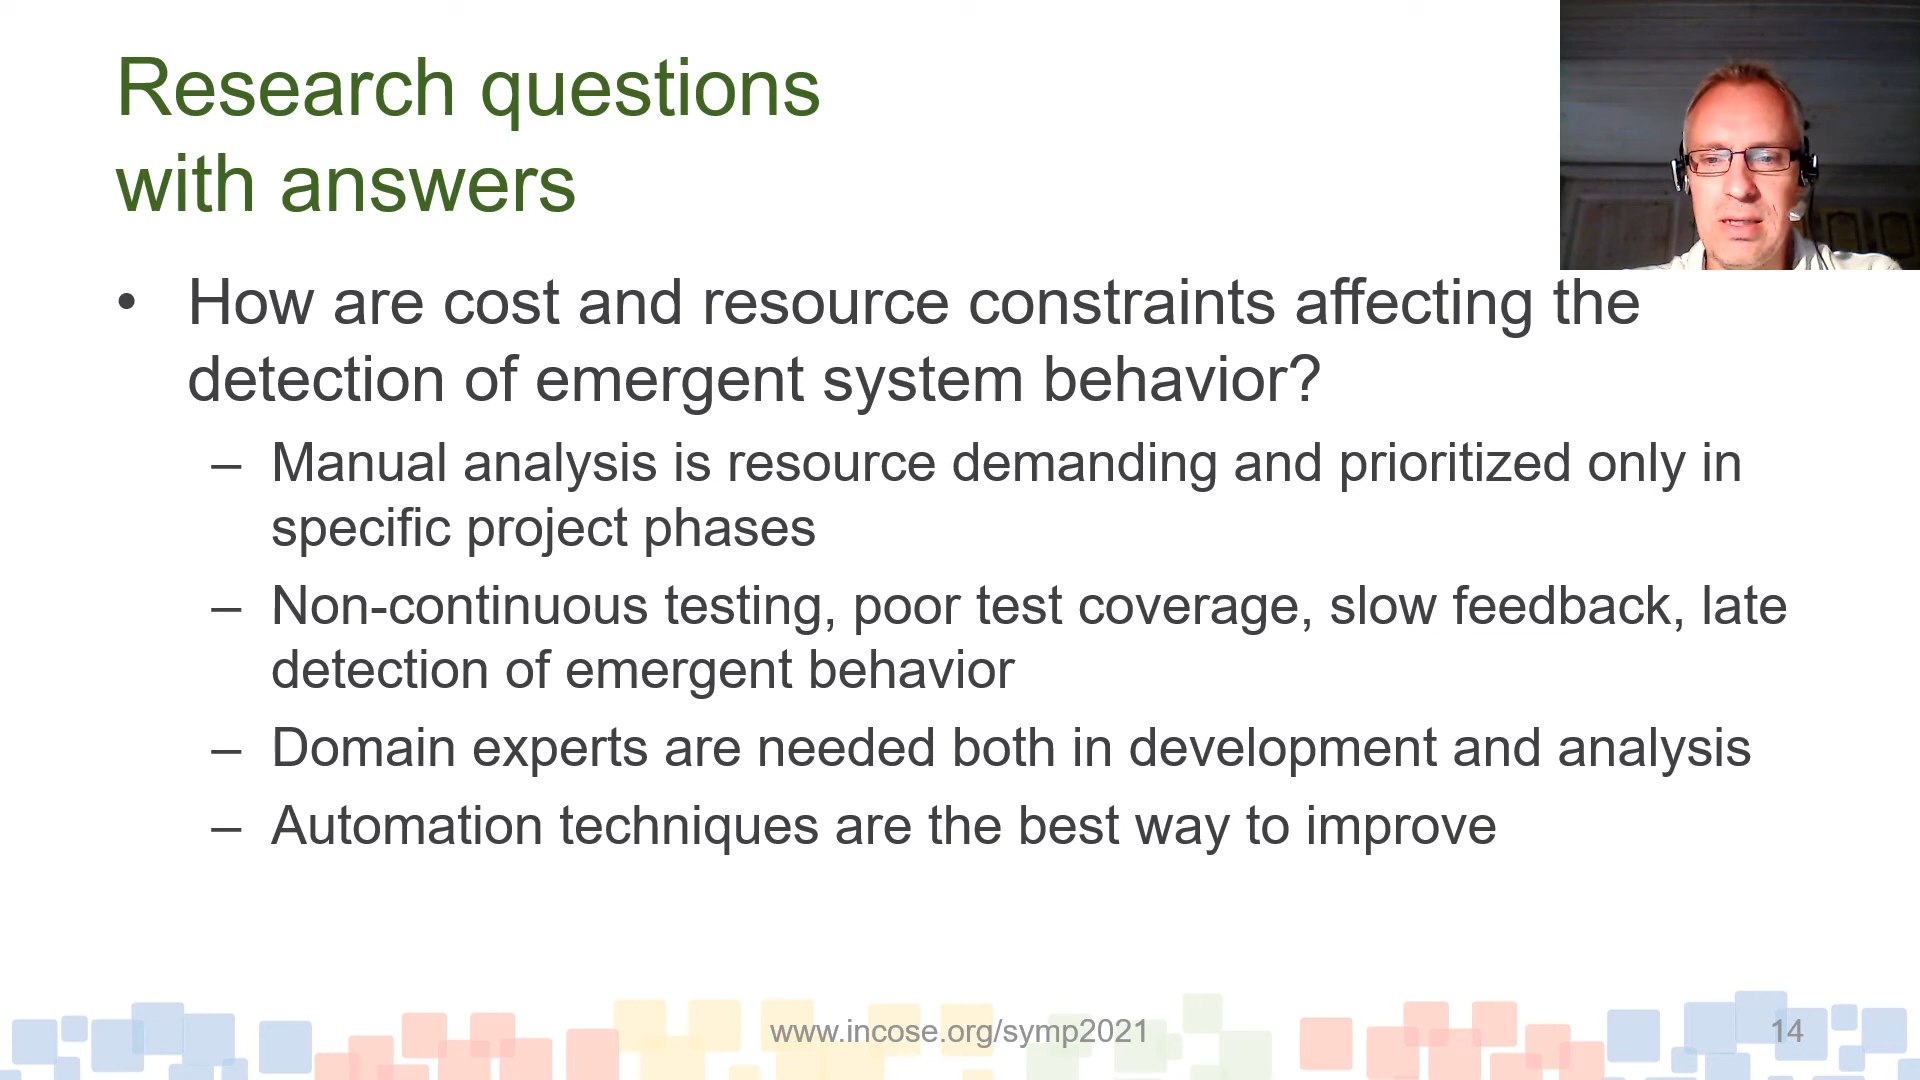 Research questions
with answers
• How are cost and resource constraints affecting the
detection of emergent system behavior?
– Manual analysis is resource demanding and prioritized only in
specific project phases
– Non-continuous testing, poor test coverage, slow feedback, late
detection of emergent behavior
– Domain experts are needed both in development and analysis
– Automation techniques are the best way to improve
www.incose.org/symp2021
14